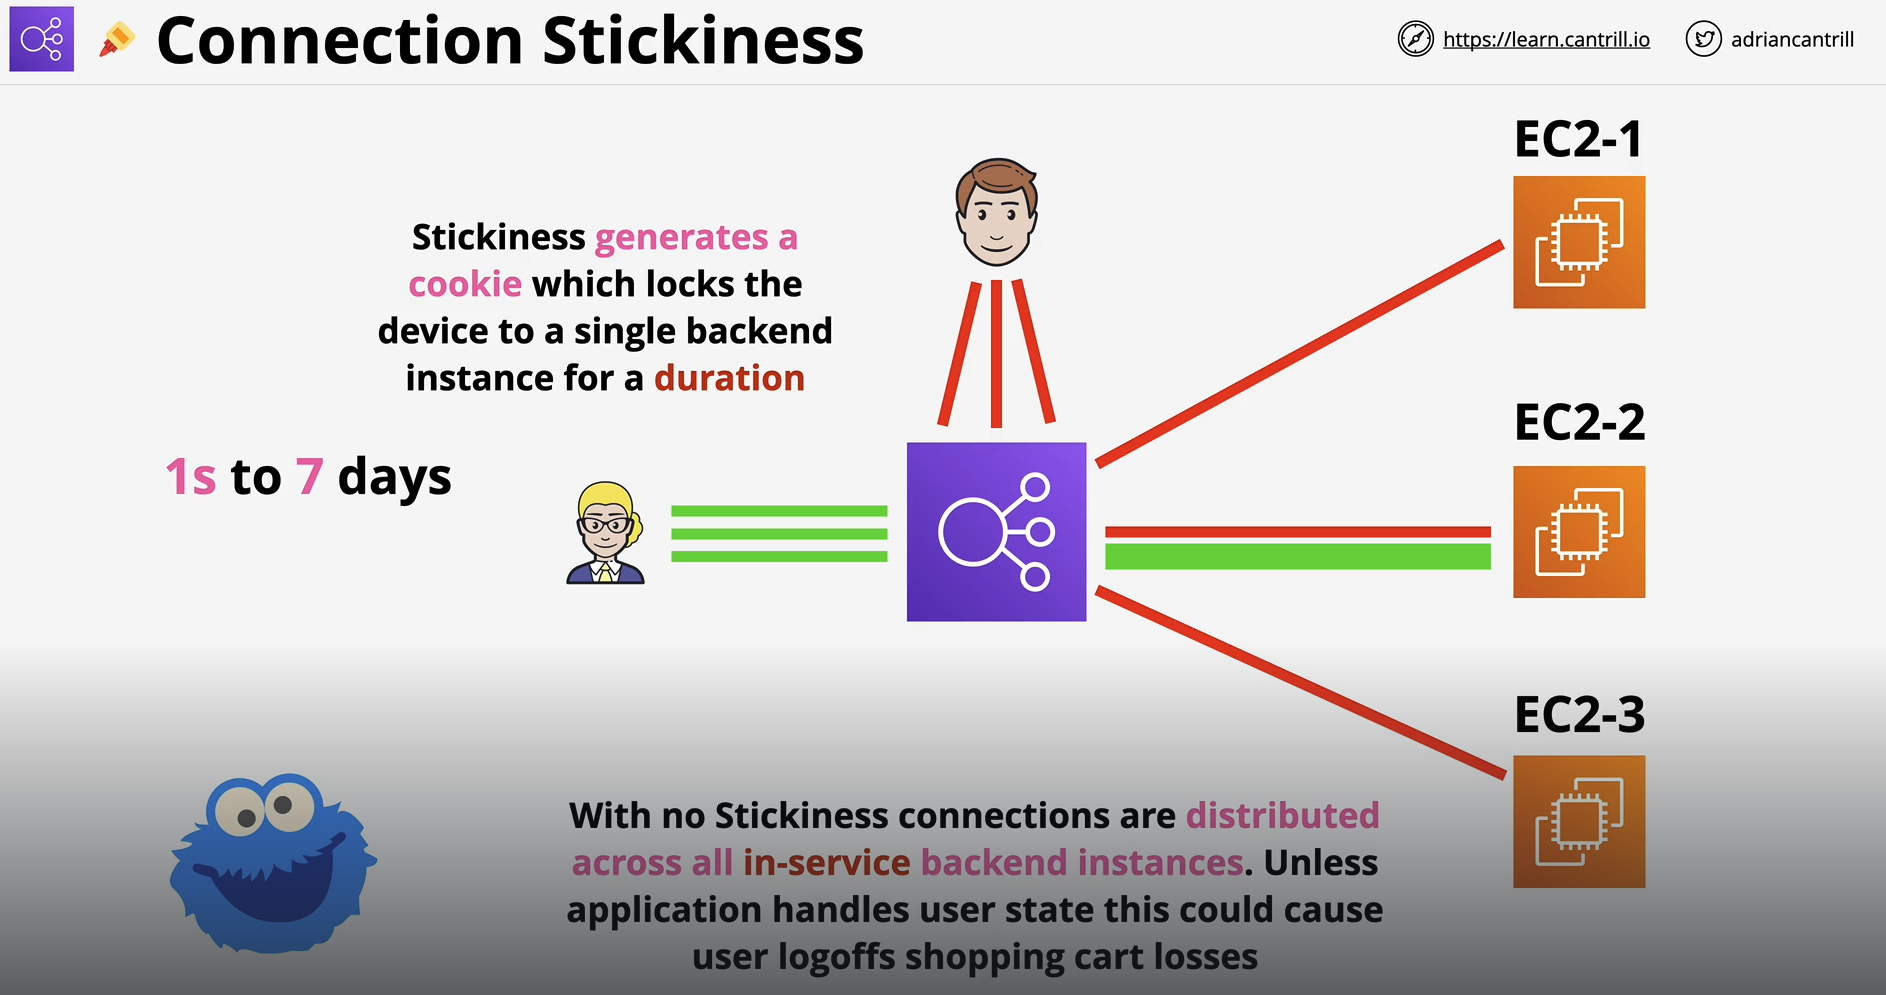 Connection Stickiness
https://learn.cantrill.io
adriancantrill
EC2-1
Stickiness generates a
cookie which locks the
device to a single backend
instance for a duration
EC2-2
1s to 7 days
EC2-3
With no Stickiness connections are distributed
across all in-service backend instances. Unless
application handles user state this could cause
user logoffs shopping cart losses